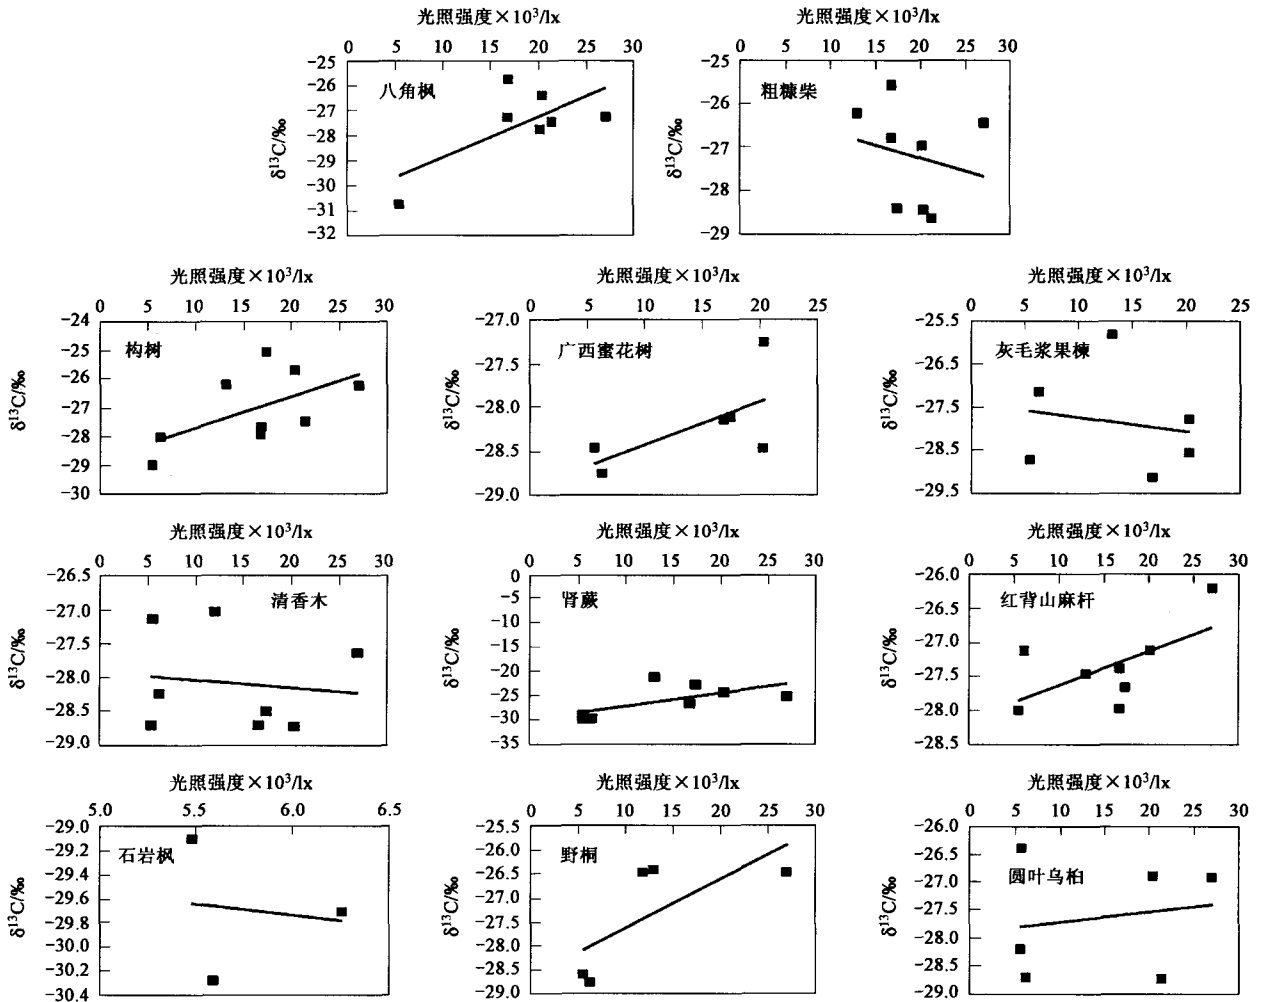 光照强度×10³/lx
光照强度×10³/lx
0 5 10 15 20 25 30
0 5 10 15 20 25 30
−25
−26
−27
−28
−29
−30
−31
−32
δ¹³C/‰
八角枫
−25
−26
−27
−28
−29
δ¹³C/‰
粗糠柴
光照强度×10³/lx
光照强度×10³/lx
光照强度×10³/lx
0 5 10 15 20 25 30
0 5 10 15 20 25
0 5 10 15 20 25
−24
−25
−26
−27
−28
−29
−30
δ¹³C/‰
构树
−27.0
−27.5
−28.0
−28.5
−29.0
δ¹³C/‰
广西蜜花树
−25.5
−26.5
−27.5
−28.5
−29.5
δ¹³C/‰
灰毛浆果楝
光照强度×10³/lx
光照强度×10³/lx
光照强度×10³/lx
0 5 10 15 20 25 30
0 5 10 15 20 25 30
0 5 10 15 20 25 30
−26.5
−27.0
−27.5
−28.0
−28.5
−29.0
δ¹³C/‰
清香木
0
−5
−10
−15
−20
−25
−30
−35
δ¹³C/‰
肾蕨
−26.0
−26.5
−27.0
−27.5
−28.0
−28.5
δ¹³C/‰
红背山麻杆
光照强度×10³/lx
光照强度×10³/lx
光照强度×10³/lx
5.0 5.5 6.0 6.5
0 5 10 15 20 25 30
0 5 10 15 20 25 30
−29.0
−29.2
−29.4
−29.6
−29.8
−30.0
−30.2
−30.4
δ¹³C/‰
石岩枫
−25.5
−26.0
−26.5
−27.0
−27.5
−28.0
−28.5
−29.0
δ¹³C/‰
野桐
−26.0
−26.5
−27.0
−27.5
−28.0
−28.5
−29.0
δ¹³C/‰
圆叶乌桕